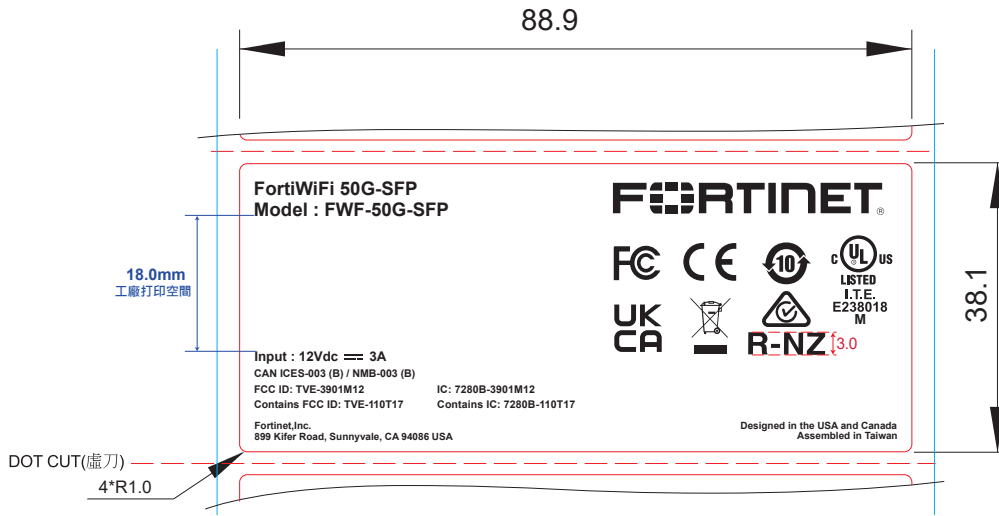 88.9
FortiWiFi 50G-SFP
Model : FWF-50G-SFP
FORTINET®
18.0mm
工廠打印空間
FC CE 10 C UL US
LISTED
I.T.E.
E238018
M
UK
CA
R-NZ
3.0
38.1
Input : 12Vdc ⎓ 3A
CAN ICES-003 (B) / NMB-003 (B)
FCC ID: TVE-3901M12 IC: 7280B-3901M12
Contains FCC ID: TVE-110T17 Contains IC: 7280B-110T17
Fortinet,Inc.
899 Kifer Road, Sunnyvale, CA 94086 USA
Designed in the USA and Canada
Assembled in Taiwan
DOT CUT(虛刀)
4*R1.0